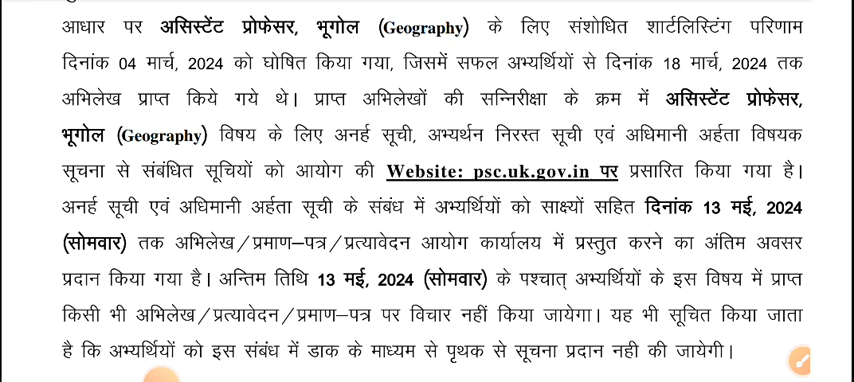 आधार पर असिस्टेंट प्रोफेसर, भूगोल (Geography) के लिए संशोधित शार्टलिस्टिंग परिणाम
दिनांक 04 मार्च, 2024 को घोषित किया गया, जिसमें सफल अभ्यर्थियों से दिनांक 18 मार्च, 2024 तक
अभिलेख प्राप्त किये गये थे। प्राप्त अभिलेखों की सन्निरीक्षा के क्रम में असिस्टेंट प्रोफेसर,
भूगोल (Geography) विषय के लिए अनर्ह सूची, अभ्यर्थन निरस्त सूची एवं अधिमानी अर्हता विषयक
सूचना से संबंधित सूचियों को आयोग की Website: psc.uk.gov.in पर प्रसारित किया गया है।
अनर्ह सूची एवं अधिमानी अर्हता सूची के संबंध में अभ्यर्थियों को साक्ष्यों सहित दिनांक 13 मई, 2024
(सोमवार) तक अभिलेख/प्रमाण–पत्र/प्रत्यावेदन आयोग कार्यालय में प्रस्तुत करने का अंतिम अवसर
प्रदान किया गया है। अन्तिम तिथि 13 मई, 2024 (सोमवार) के पश्चात् अभ्यर्थियों के इस विषय में प्राप्त
किसी भी अभिलेख/प्रत्यावेदन/प्रमाण–पत्र पर विचार नहीं किया जायेगा। यह भी सूचित किया जाता
है कि अभ्यर्थियों को इस संबंध में डाक के माध्यम से पृथक से सूचना प्रदान नही की जायेगी।